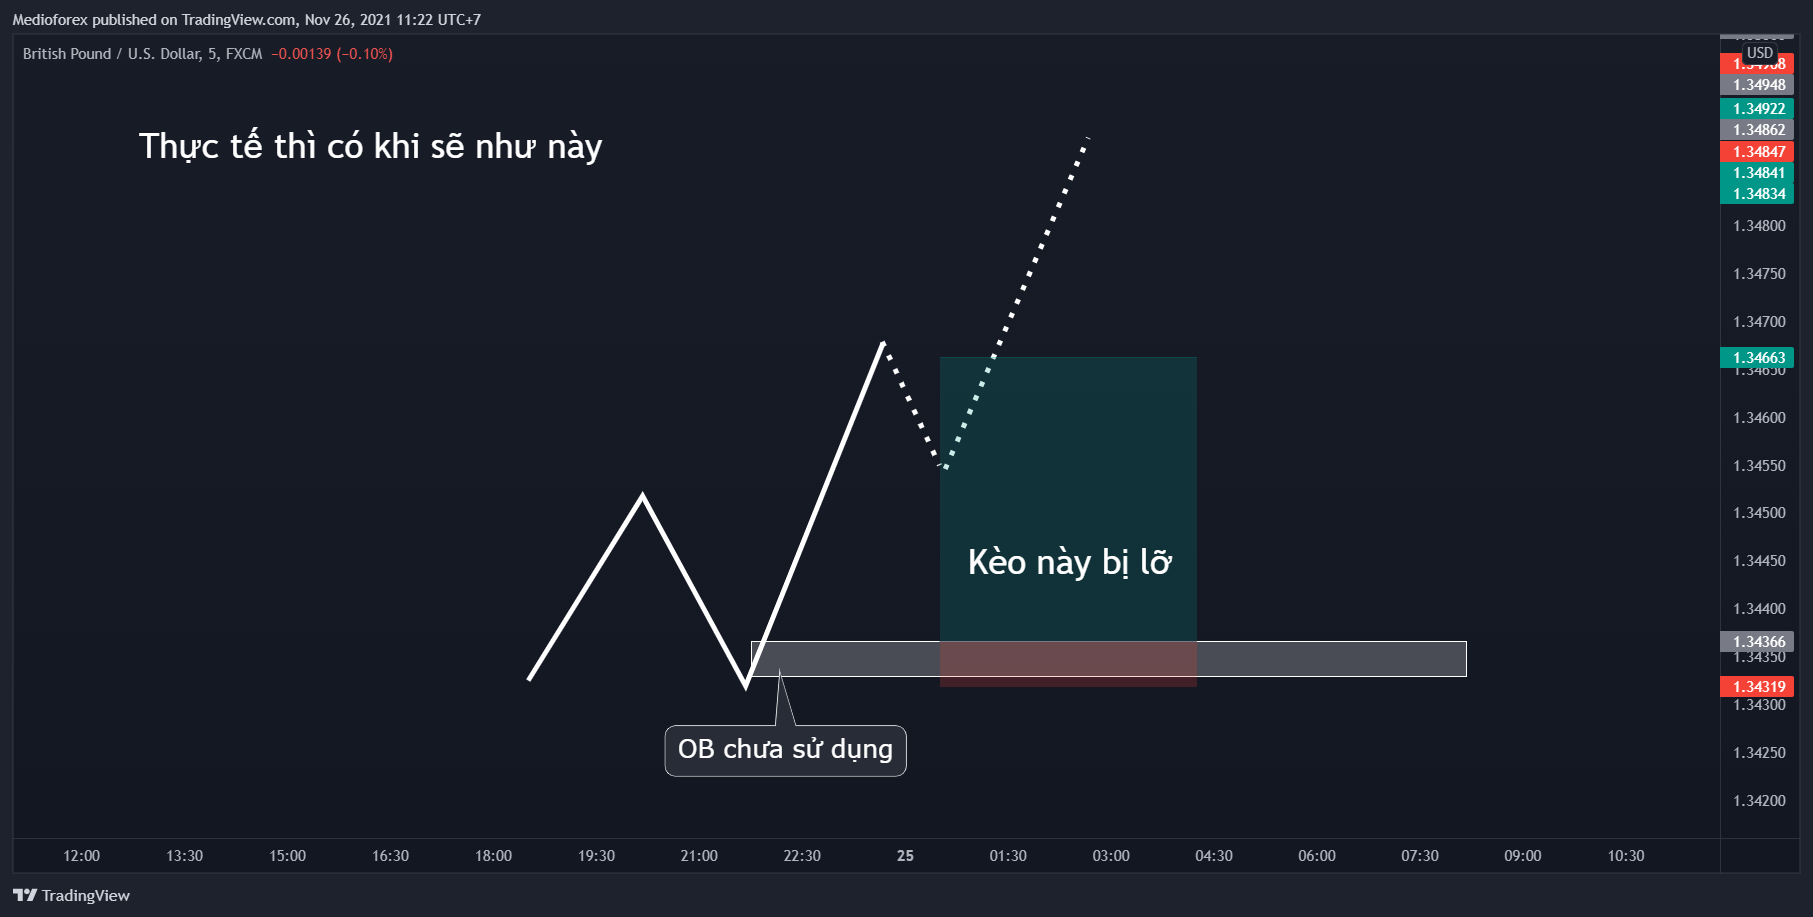 Medioforex published on TradingView.com, Nov 26, 2021 11:22 UTC+7
British Pound / U.S. Dollar, 5, FXCM −0.00139 (−0.10%)
USD
1.34948
1.34922
1.34862
Thực tế thì có khi sẽ như này
1.34847
1.34841
1.34834
1.34800
1.34750
1.34700
1.34663
1.34650
1.34600
1.34550
1.34500
Kèo này bị lỡ
1.34450
1.34400
1.34366
1.34350
1.34319
1.34300
OB chưa sử dụng
1.34250
1.34200
12:00 13:30 15:00 16:30 18:00 19:30 21:00 22:30 25 01:30 03:00 04:30 06:00 07:30 09:00 10:30
TradingView